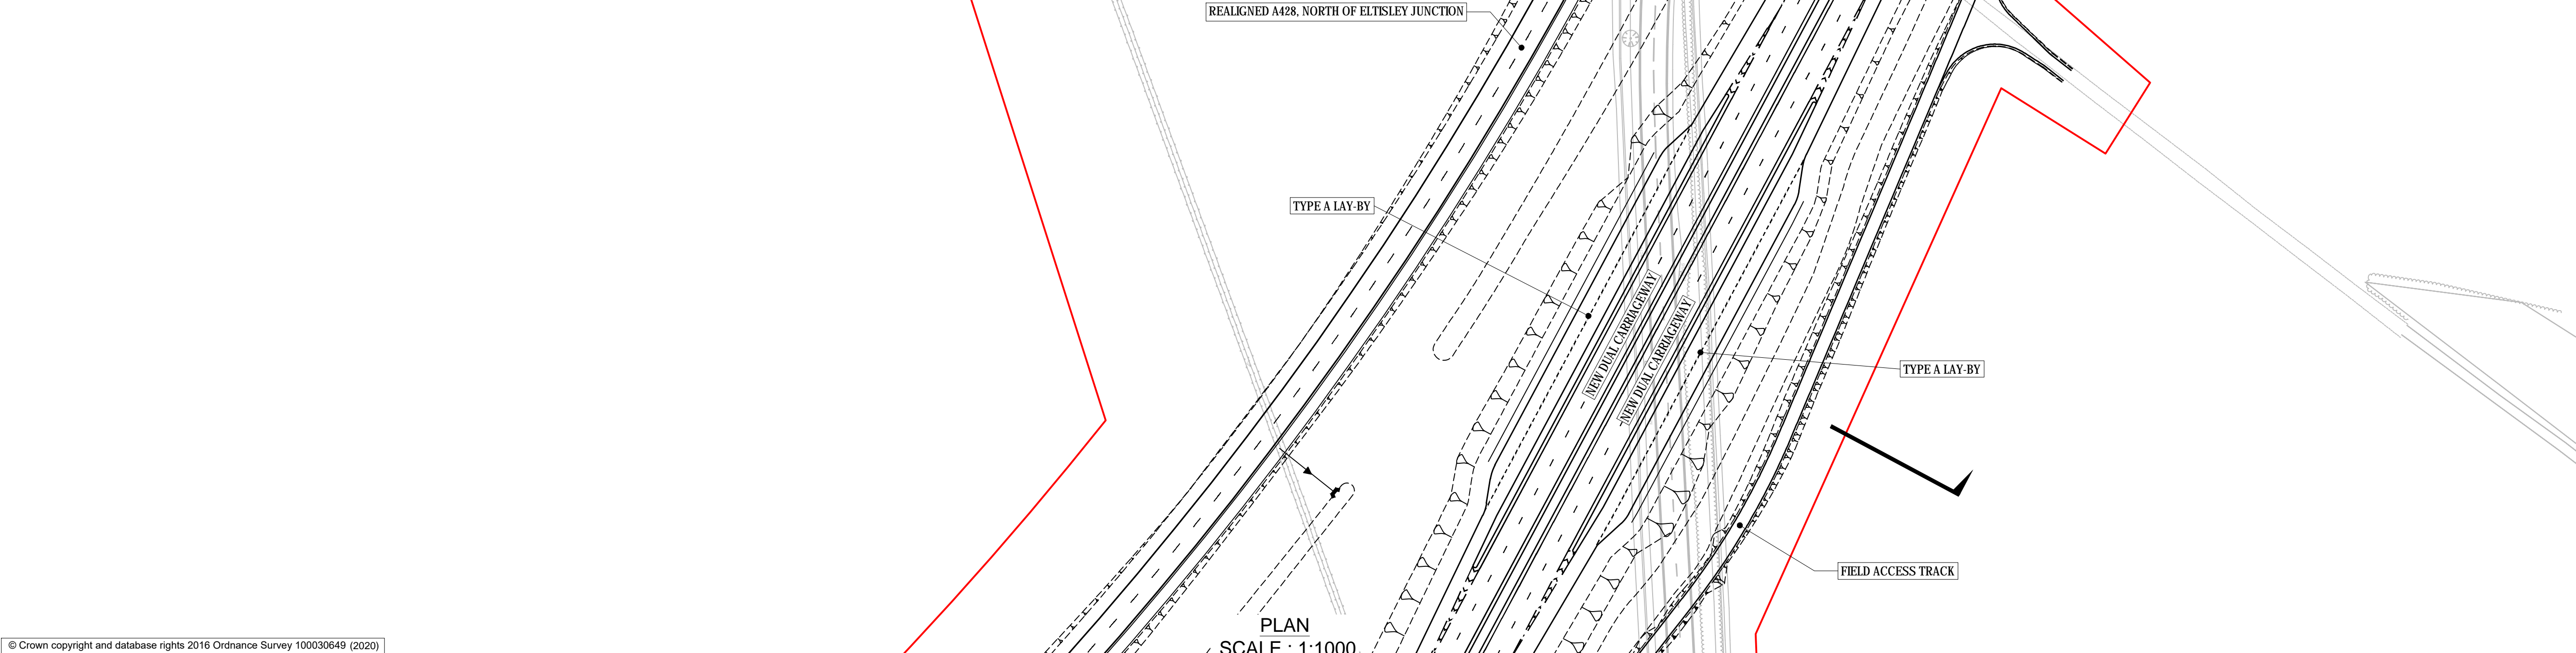 REALIGNED A428, NORTH OF ELTISLEY JUNCTION
TYPE A LAY-BY
NEW DUAL CARRIAGEWAY
NEW DUAL CARRIAGEWAY
TYPE A LAY-BY
FIELD ACCESS TRACK
PLAN
SCALE : 1:1000
© Crown copyright and database rights 2016 Ordnance Survey 100030649 (2020)